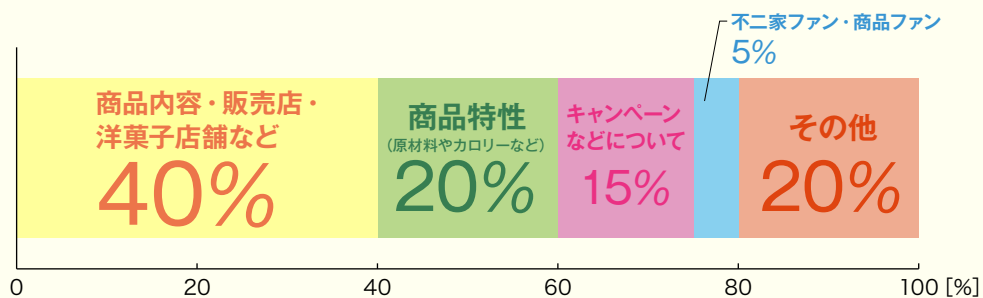 不二家ファン・商品ファン
5%
商品内容・販売店・
洋菓子店舗など
40%
商品特性
（原材料やカロリーなど）
20%
キャンペーン
などについて
15%
その他
20%
0 20 40 60 80 100 [%]